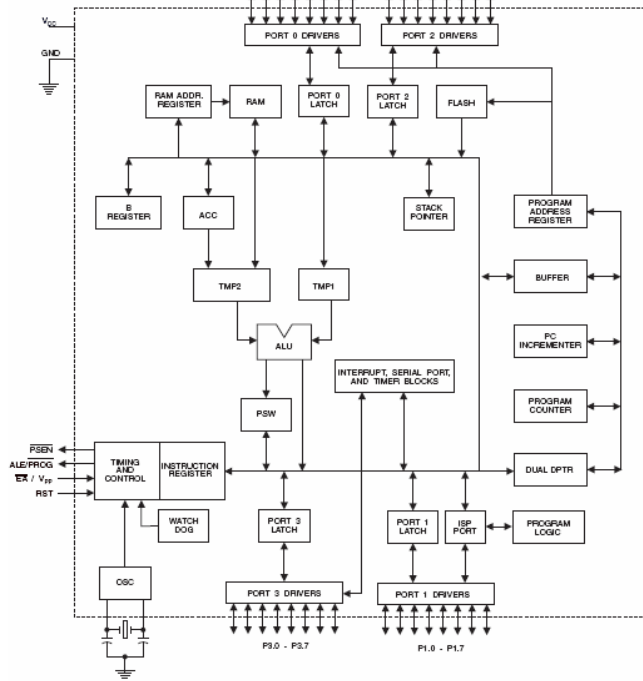 V_CC
GND
PORT 0 DRIVERS
PORT 2 DRIVERS
RAM ADDR.
REGISTER
RAM
PORT 0
LATCH
PORT 2
LATCH
FLASH
B
REGISTER
ACC
STACK
POINTER
PROGRAM
ADDRESS
REGISTER
TMP2
TMP1
BUFFER
ALU
PC
INCREMENTER
INTERRUPT, SERIAL PORT,
AND TIMER BLOCKS
PSW
PROGRAM
COUNTER
PSEN
ALE/PROG
EA / V_PP
RST
TIMING
AND
CONTROL
INSTRUCTION
REGISTER
DUAL DPTR
WATCH
DOG
PORT 3
LATCH
PORT 1
LATCH
ISP
PORT
PROGRAM
LOGIC
OSC
PORT 3 DRIVERS
PORT 1 DRIVERS
P3.0 - P3.7
P1.0 - P1.7